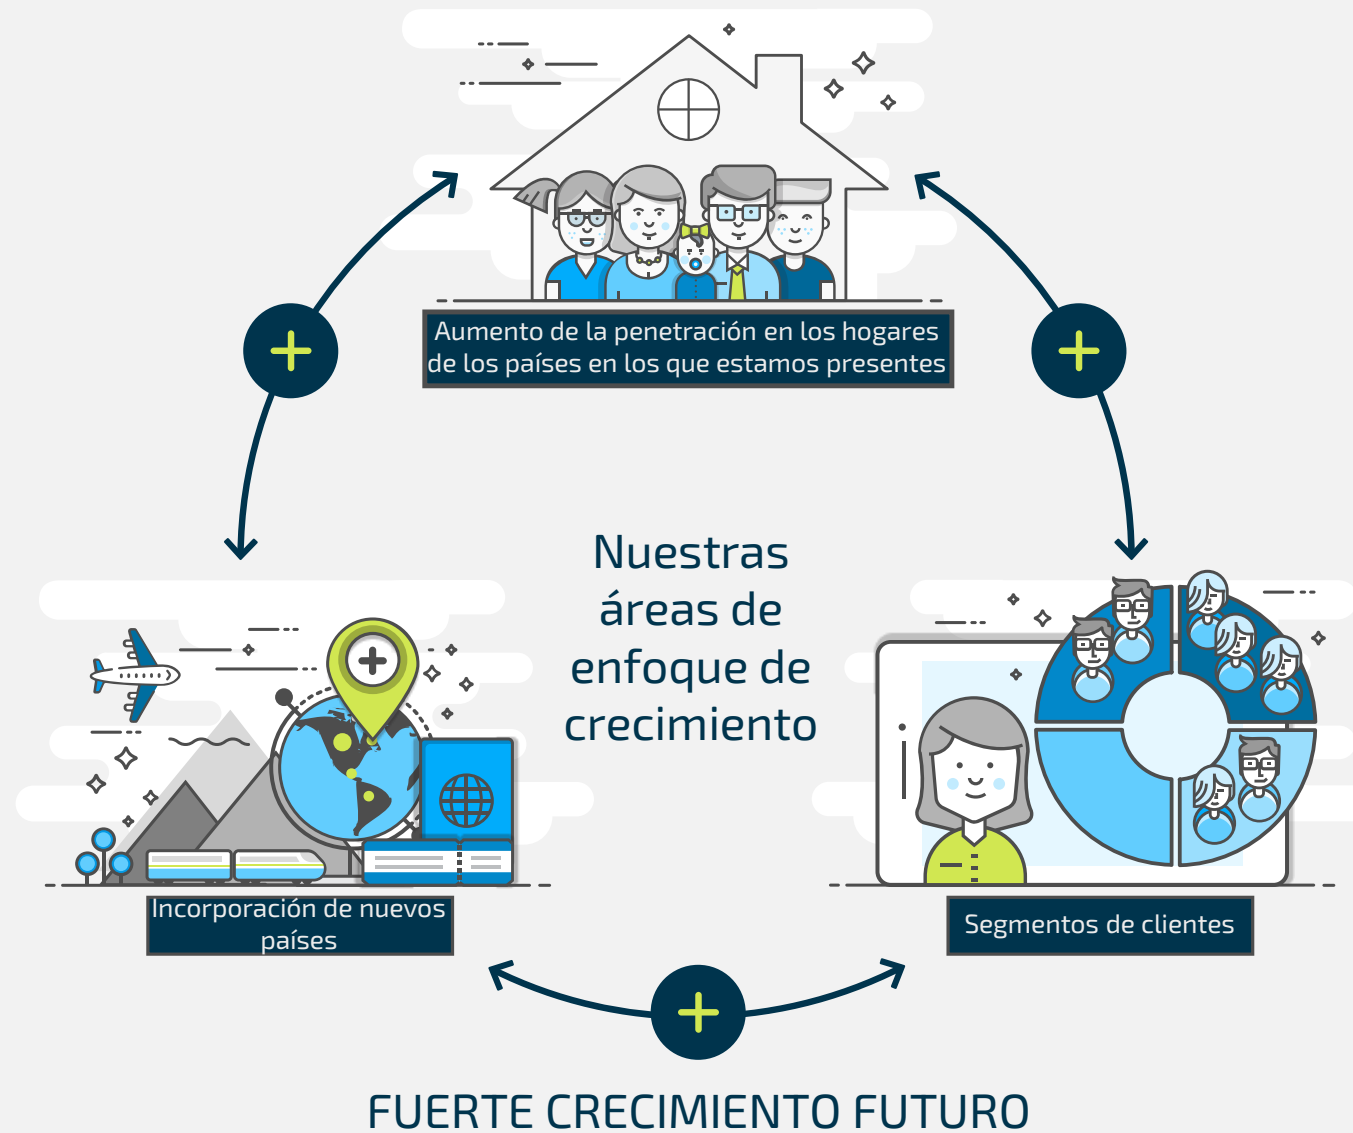 Aumento de la penetración en los hogares
de los países en los que estamos presentes
Nuestras
áreas de
enfoque de
crecimiento
Incorporación de nuevos
países
Segmentos de clientes
FUERTE CRECIMIENTO FUTURO